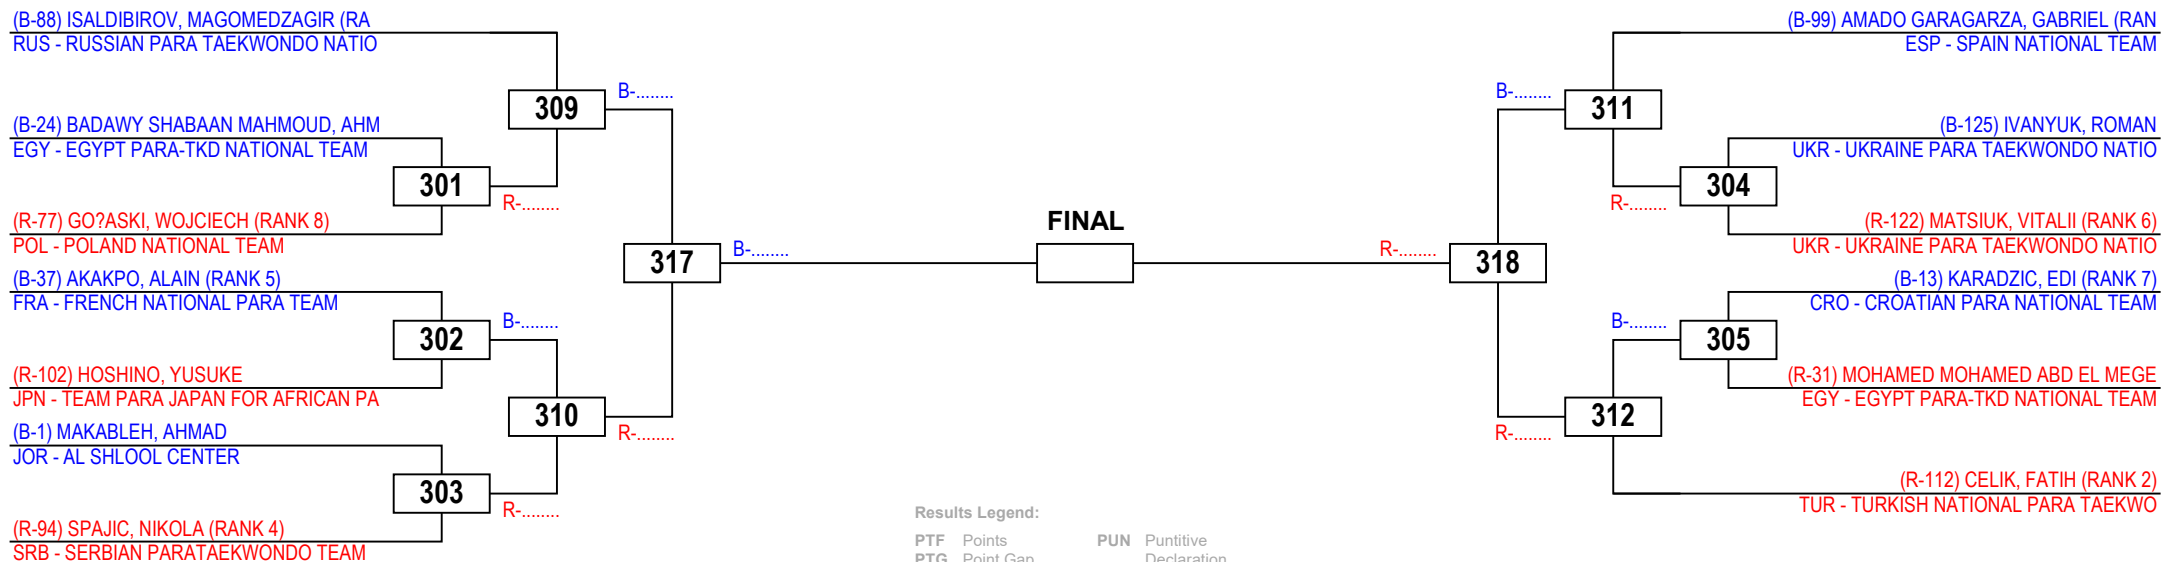 (B-88) ISALDIBIROV, MAGOMEDZAGIR (RA
RUS - RUSSIAN PARA TAEKWONDO NATIO
309
B-........
(B-24) BADAWY SHABAAN MAHMOUD, AHM
EGY - EGYPT PARA-TKD NATIONAL TEAM
301
R-........
(R-77) GO?ASKI, WOJCIECH (RANK 8)
POL - POLAND NATIONAL TEAM
317
B-........
(B-37) AKAKPO, ALAIN (RANK 5)
FRA - FRENCH NATIONAL PARA TEAM
302
B-........
(R-102) HOSHINO, YUSUKE
JPN - TEAM PARA JAPAN FOR AFRICAN PA
310
R-........
(B-1) MAKABLEH, AHMAD
JOR - AL SHLOOL CENTER
303
R-........
(R-94) SPAJIC, NIKOLA (RANK 4)
SRB - SERBIAN PARATAEKWONDO TEAM
FINAL
(B-99) AMADO GARAGARZA, GABRIEL (RAN
ESP - SPAIN NATIONAL TEAM
B-........
311
(B-125) IVANYUK, ROMAN
UKR - UKRAINE PARA TAEKWONDO NATIO
304
R-........
(R-122) MATSIUK, VITALII (RANK 6)
UKR - UKRAINE PARA TAEKWONDO NATIO
R-........
318
(B-13) KARADZIC, EDI (RANK 7)
CRO - CROATIAN PARA NATIONAL TEAM
B-........
305
(R-31) MOHAMED MOHAMED ABD EL MEGE
EGY - EGYPT PARA-TKD NATIONAL TEAM
312
R-........
(R-112) CELIK, FATIH (RANK 2)
TUR - TURKISH NATIONAL PARA TAEKWO
Results Legend:
PTF Points PUN Puntitive
PTG Point Gap Declaration